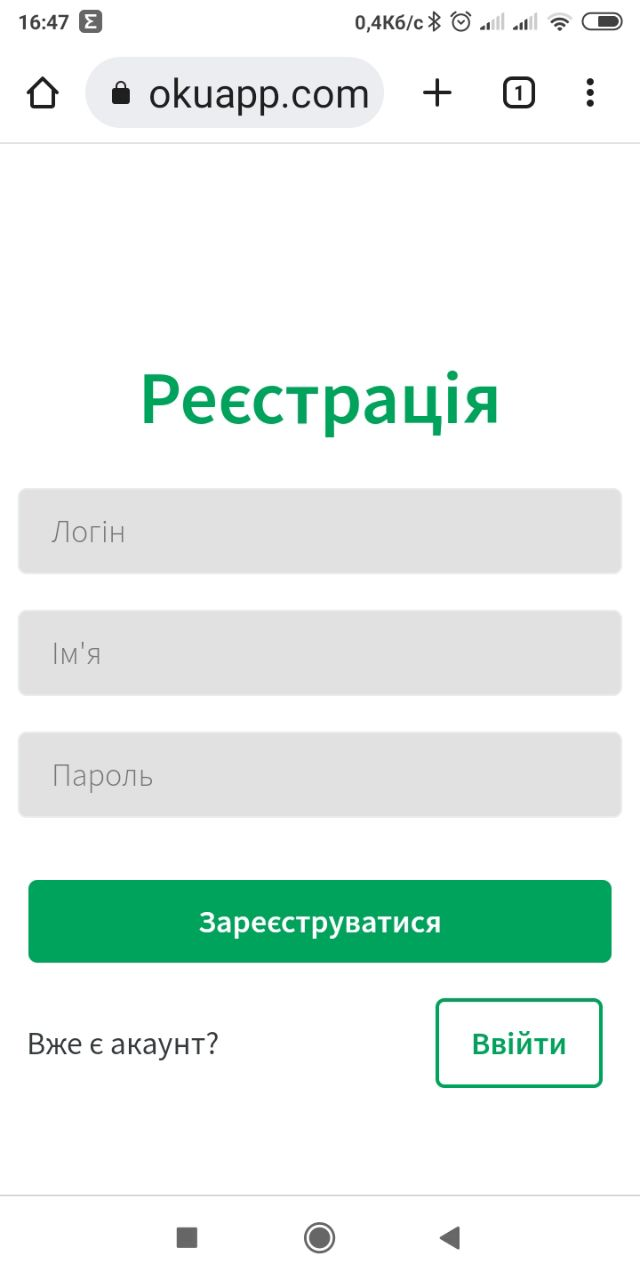 16:47 Σ 0,4Кб/с
okuapp.com 1
Реєстрація
Логін
Ім'я
Пароль
Зареєструватися
Вже є акаунт? Ввійти